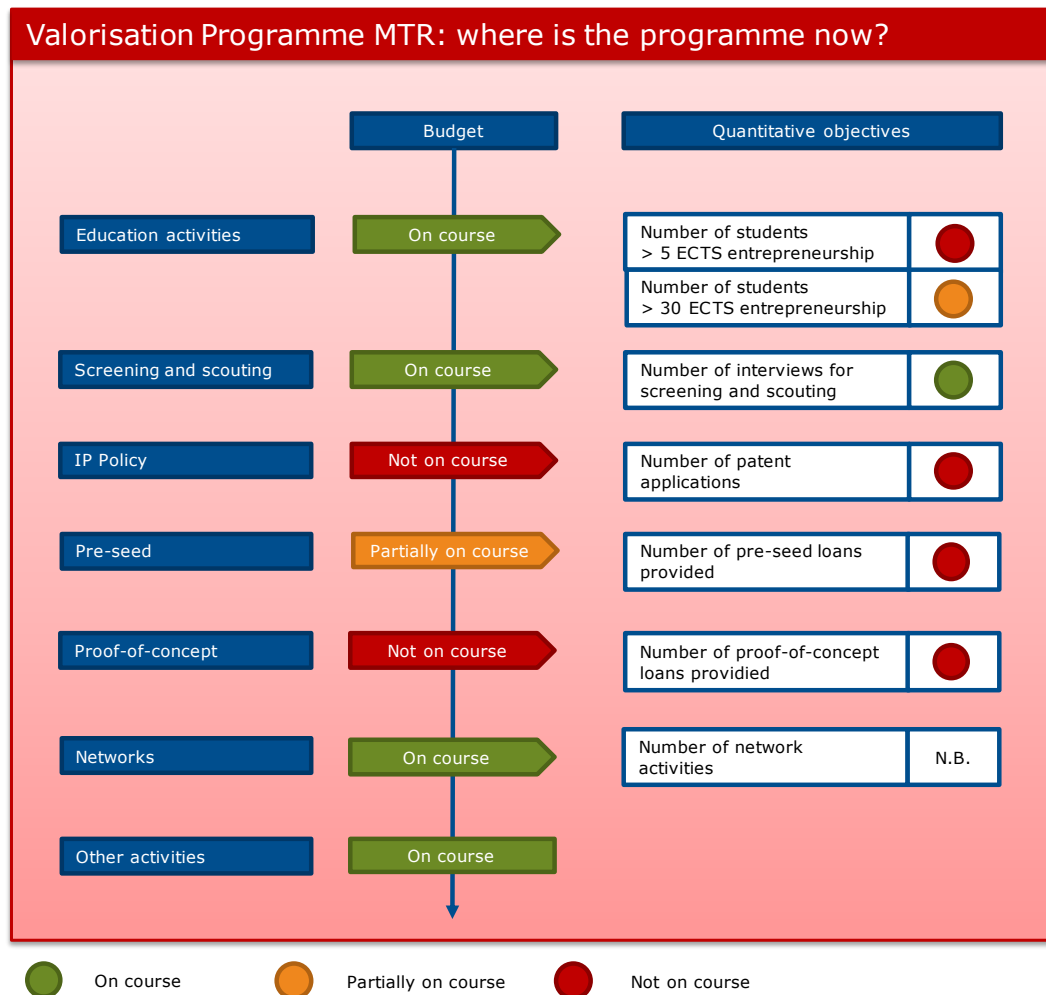 Valorisation Programme MTR: where is the programme now?
Budget
Quantitative objectives
Education activities
On course
Number of students
> 5 ECTS entrepreneurship
Number of students
> 30 ECTS entrepreneurship
Screening and scouting
On course
Number of interviews for
screening and scouting
IP Policy
Not on course
Number of patent
applications
Pre-seed
Partially on course
Number of pre-seed loans
provided
Proof-of-concept
Not on course
Number of proof-of-concept
loans providied
Networks
On course
Number of network
activities
N.B.
Other activities
On course
On course
Partially on course
Not on course